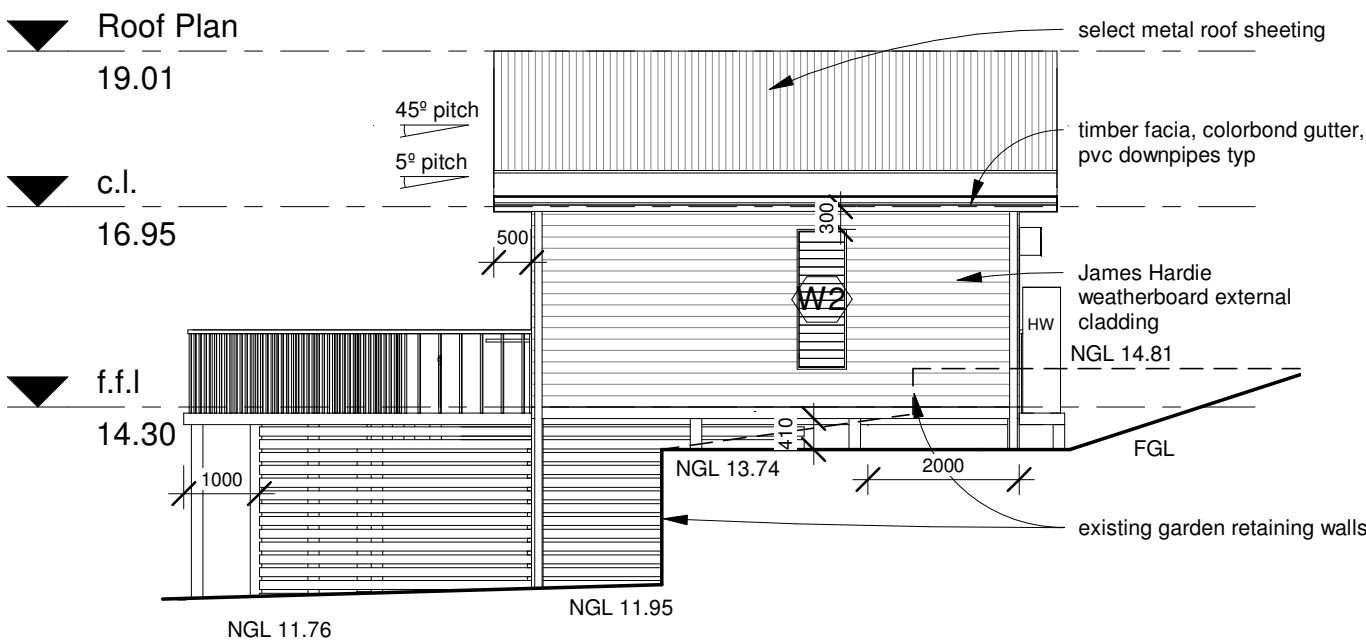 Roof Plan
19.01
select metal roof sheeting
45º pitch
5º pitch
timber facia, colorbond gutter,
pvc downpipes typ
c.l.
16.95
300
500
W2
James Hardie
weatherboard external
cladding
HW
NGL 14.81
f.f.l
14.30
410
FGL
NGL 13.74
2000
1000
existing garden retaining walls
NGL 11.95
NGL 11.76